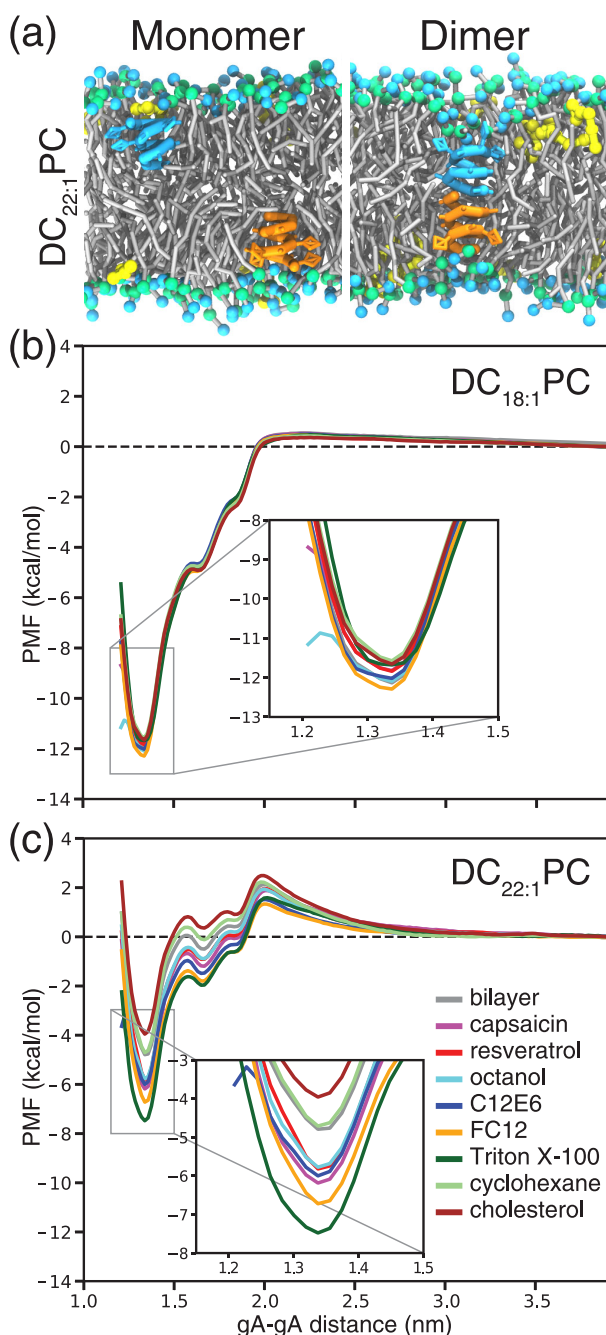 (a)
Monomer Dimer
DC22:1PC
(b)
DC18:1PC
4
2
0
−2
−4
−6
−8
−10
−12
−14
PMF (kcal/mol)
−8
−9
−10
−11
−12
−13
1.2 1.3 1.4 1.5
(c)
DC22:1PC
4
2
0
−2
−4
−6
−8
−10
−12
−14
PMF (kcal/mol)
bilayer
capsaicin
resveratrol
octanol
C12E6
FC12
Triton X-100
cyclohexane
cholesterol
−3
−4
−5
−6
−7
−8
1.2 1.3 1.4 1.5
1.0 1.5 2.0 2.5 3.0 3.5
gA-gA distance (nm)